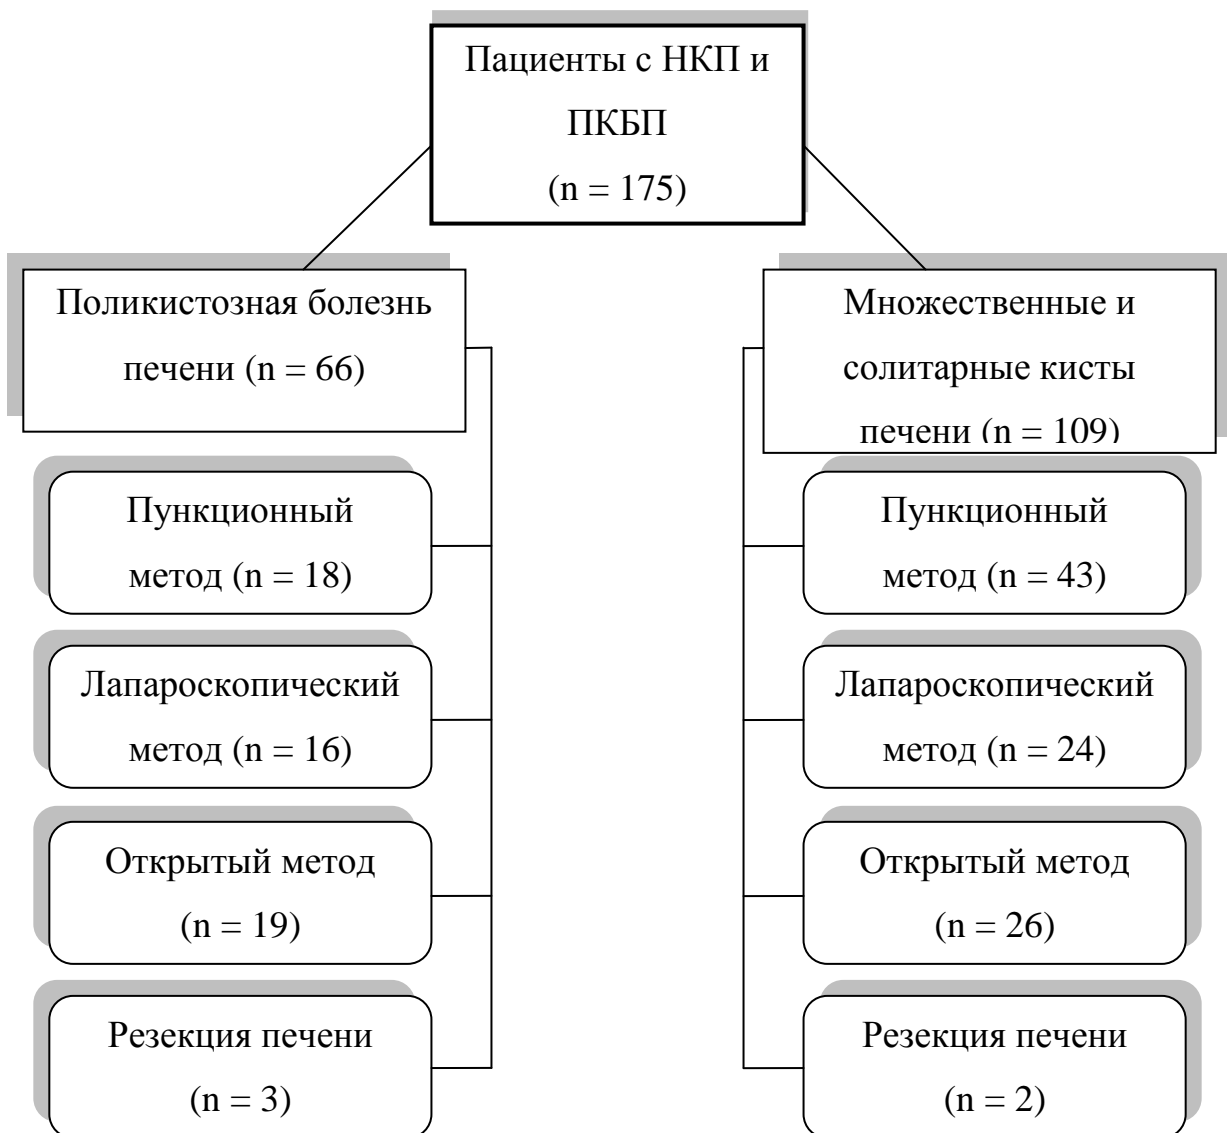 Пациенты с НКП и
ПКБП
(n = 175)
Поликистозная болезнь
печени (n = 66)
Множественные и
солитарные кисты
печени (n = 109)
Пункционный
метод (n = 18)
Лапароскопический
метод (n = 16)
Открытый метод
(n = 19)
Резекция печени
(n = 3)
Пункционный
метод (n = 43)
Лапароскопический
метод (n = 24)
Открытый метод
(n = 26)
Резекция печени
(n = 2)